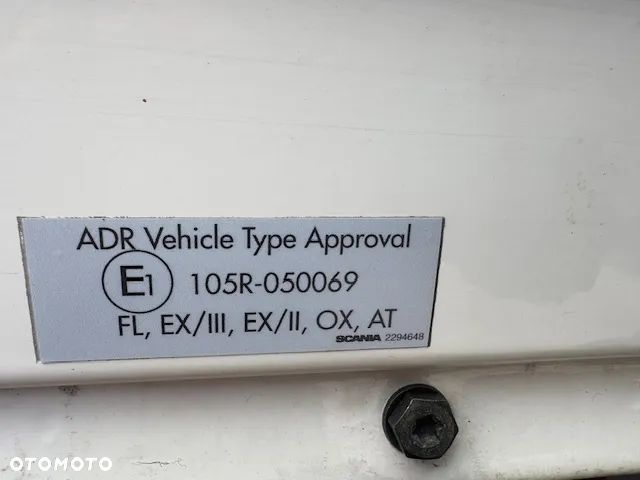 ADR Vehicle Type Approval
E1 105R-050069
FL, EX/III, EX/II, OX, AT
SCANIA 2294648
OTOMOTO